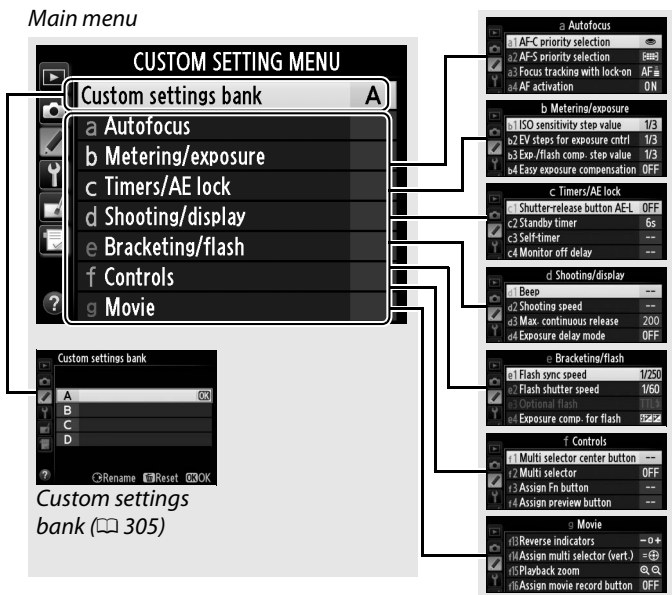 Main menu
CUSTOM SETTING MENU
Custom settings bank A
a Autofocus
b Metering/exposure
c Timers/AE lock
d Shooting/display
e Bracketing/flash
f Controls
g Movie
?
Custom settings bank
A OK
B
C
D
?
Rename Reset OK OK
Custom settings
bank (305)
a Autofocus
a1 AF-C priority selection
a2 AF-S priority selection
a3 Focus tracking with lock-on AF
a4 AF activation ON
b Metering/exposure
b1 ISO sensitivity step value 1/3
b2 EV steps for exposure cntrl 1/3
b3 Exp./flash comp. step value 1/3
b4 Easy exposure compensation OFF
c Timers/AE lock
c1 Shutter-release button AE-L OFF
c2 Standby timer 6s
c3 Self-timer --
c4 Monitor off delay --
d Shooting/display
d1 Beep --
d2 Shooting speed --
d3 Max. continuous release 200
d4 Exposure delay mode OFF
e Bracketing/flash
e1 Flash sync speed 1/250
e2 Flash shutter speed 1/60
e3 Optional flash TTL
e4 Exposure comp. for flash
f Controls
f1 Multi selector center button --
f2 Multi selector OFF
f3 Assign Fn button --
f4 Assign preview button --
g Movie
f13 Reverse indicators -0+
f14 Assign multi selector (vert.)
f15 Playback zoom
f16 Assign movie record button OFF